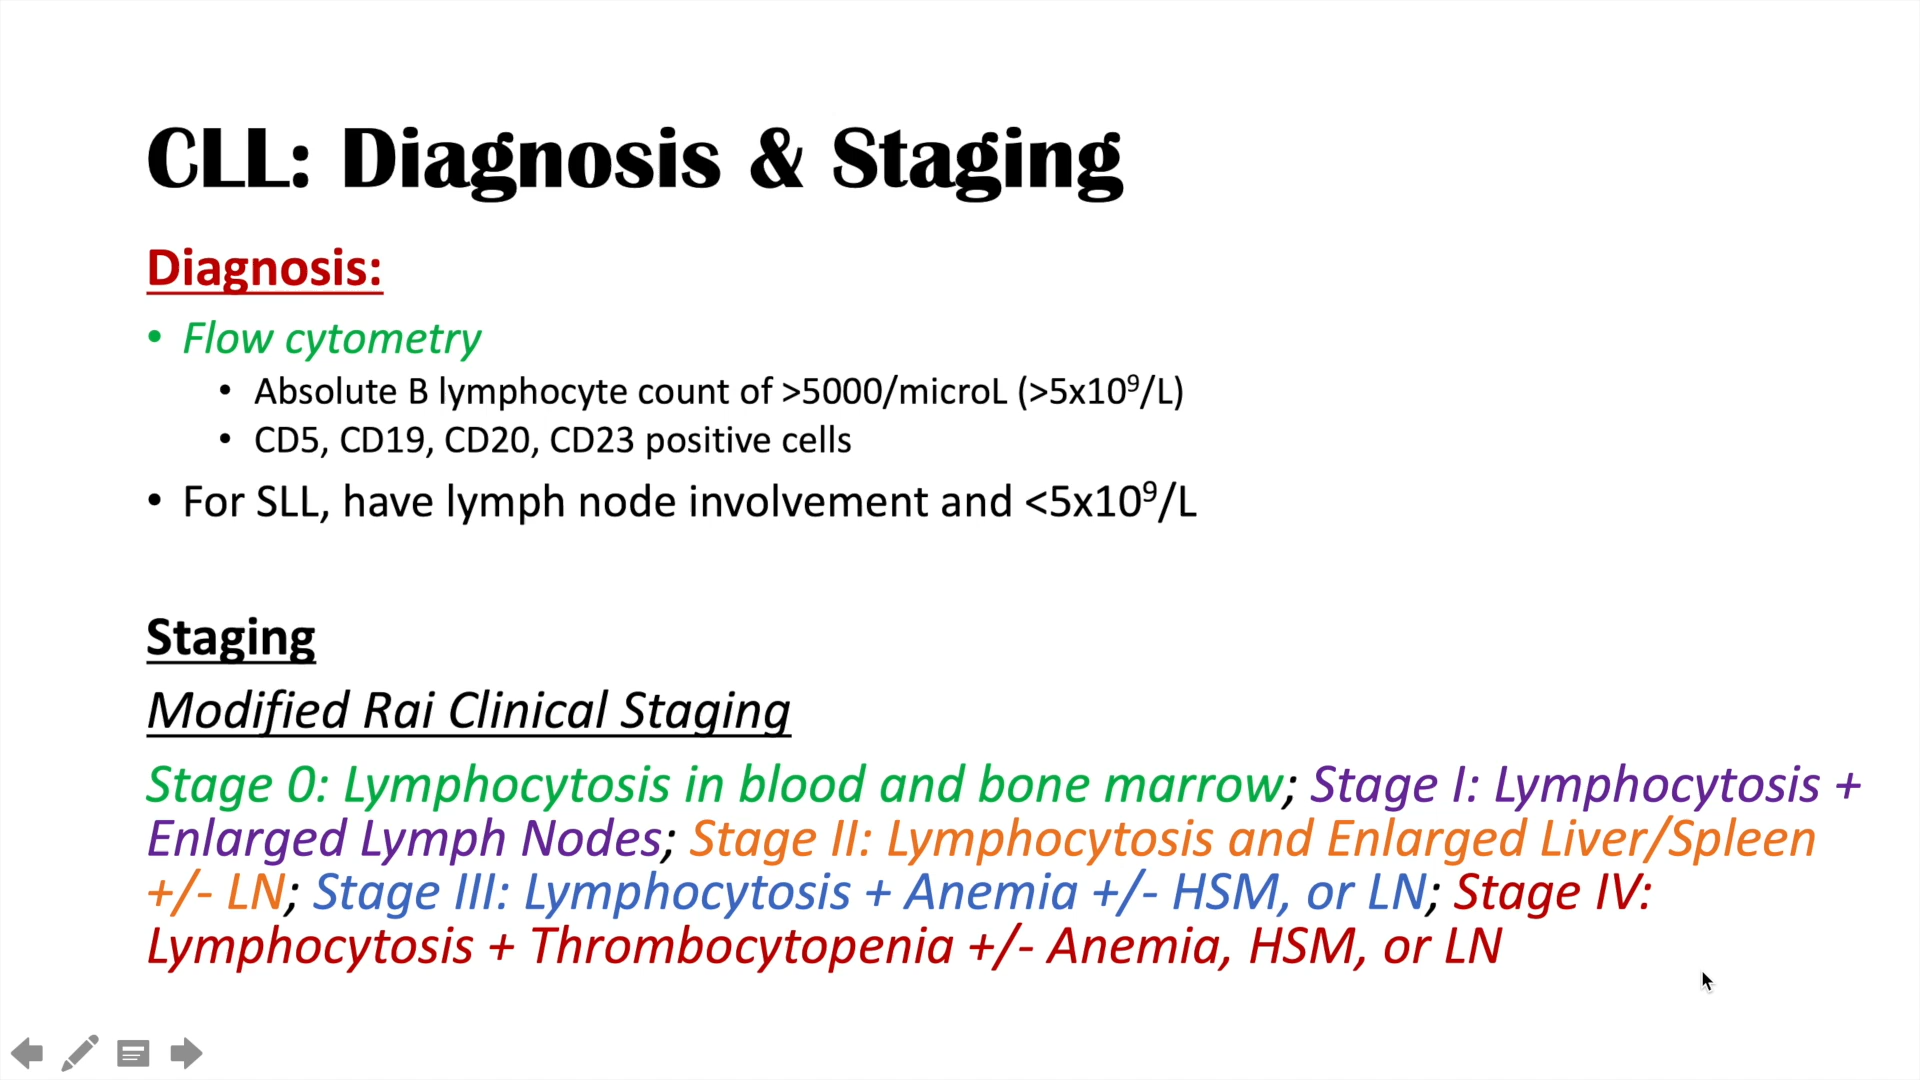 CLL: Diagnosis & Staging
Diagnosis:
• Flow cytometry
• Absolute B lymphocyte count of >5000/microL (>5x10⁹/L)
• CD5, CD19, CD20, CD23 positive cells
• For SLL, have lymph node involvement and <5x10⁹/L
Staging
Modified Rai Clinical Staging
Stage 0: Lymphocytosis in blood and bone marrow; Stage I: Lymphocytosis +
Enlarged Lymph Nodes; Stage II: Lymphocytosis and Enlarged Liver/Spleen
+/- LN; Stage III: Lymphocytosis + Anemia +/- HSM, or LN; Stage IV:
Lymphocytosis + Thrombocytopenia +/- Anemia, HSM, or LN